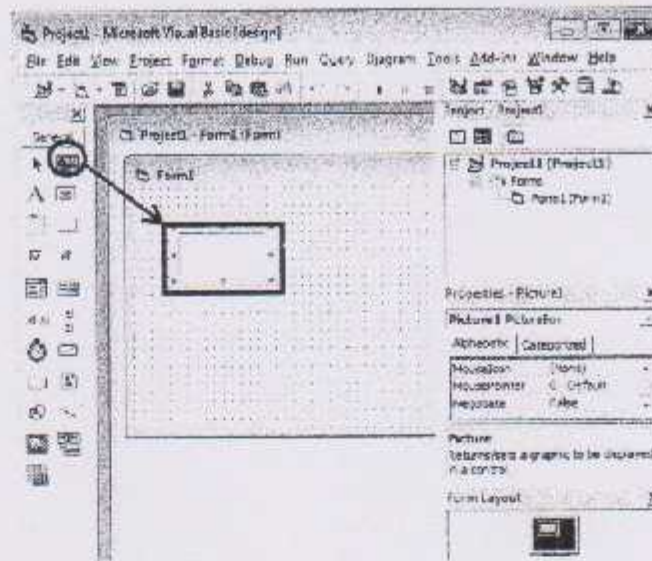 Project1 - Microsoft Visual Basic [design]
File Edit View Project Format Debug Run Query Diagram Tools Add-Ins Window Help
Project - Project1
General
Project1 - Form1 (Form)
Project1 (Project1)
Forms
Form1 (Form1)
Form1
A
Properties - Picture1
Picture1 PictureBox
Alphabetic Categorized
MouseIcon (None)
MousePointer 0 - Default
Negotiate False
Picture
Returns/sets a graphic to be displayed
in a control
Form Layout